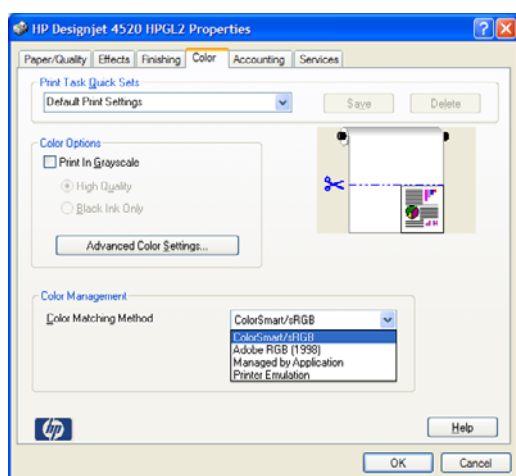 HP Designjet 4520 HPGL2 Properties
Paper/Quality Effects Finishing Color Accounting Services
Print Task Quick Sets
Default Print Settings Save Delete
Color Options
Print In Grayscale
High Quality
Black Ink Only
Advanced Color Settings...
Color Management
Color Matching Method ColorSmart/sRGB
ColorSmart/sRGB
Adobe RGB (1998)
Managed by Application
Printer Emulation
hp Help
OK Cancel